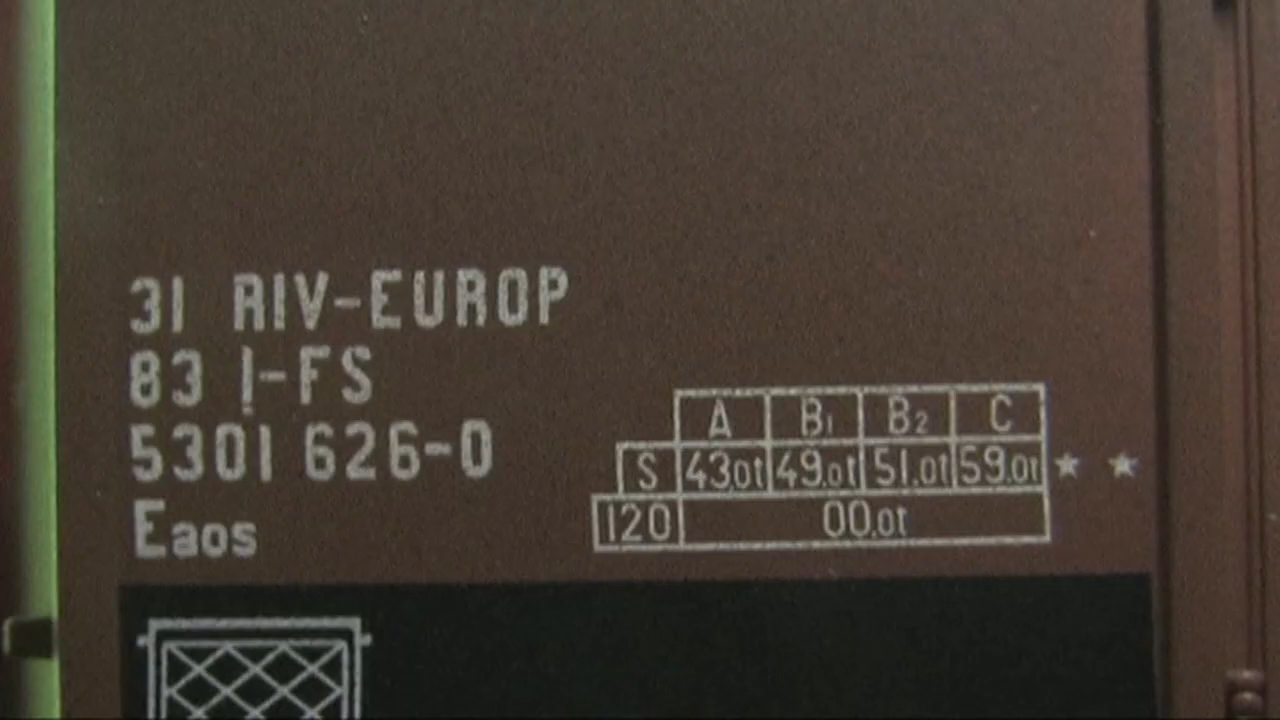 31 RIV-EUROP
83 I-FS
5301 626-0
Eaos
A B1 B2 C
S 43.0t 49.0t 51.0t 59.0t ★ ★
120 00.0t